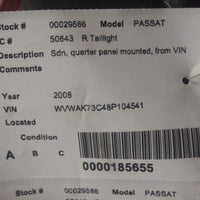 Stock # 00029586 Model PASSAT
C # 50643 R Taillight
Description Sdn, quarter panel mounted, from VIN
Comments
Year 2008
VIN WVWAK73C48P104541
Located
Condition
A B C
0000185655
Stock # 00029586 Model PASSAT